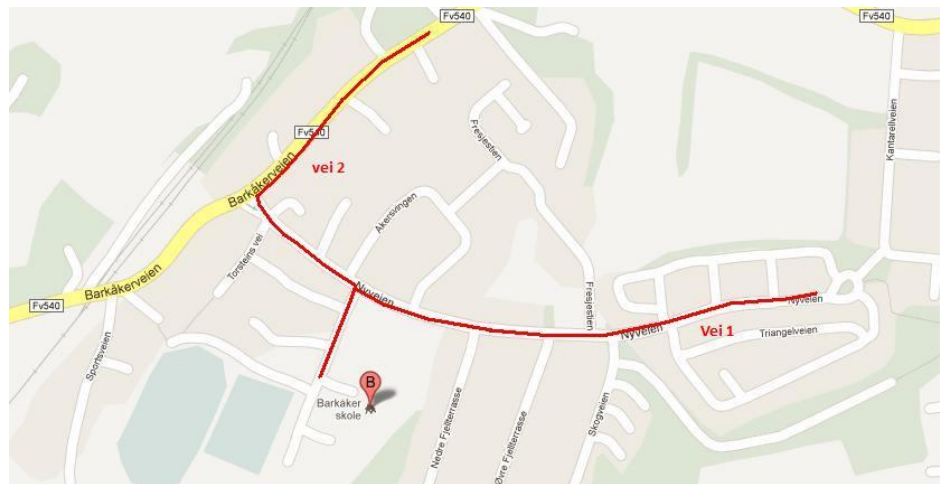 Fv540
Fv540
Kantarellveien
Fresjestien
Fv540
vei 2
Barkåkerveien
Akersvingen
Torsteins vei
Barkåkerveien
Nyveien
Fresjestien
Nyveien
Fv540
Nyveien
Vei 1
Triangelveien
Sportsveien
B
Barkåker
skole
Skogveien
Nedre Fjellterrasse
Øvre Fjellterrasse